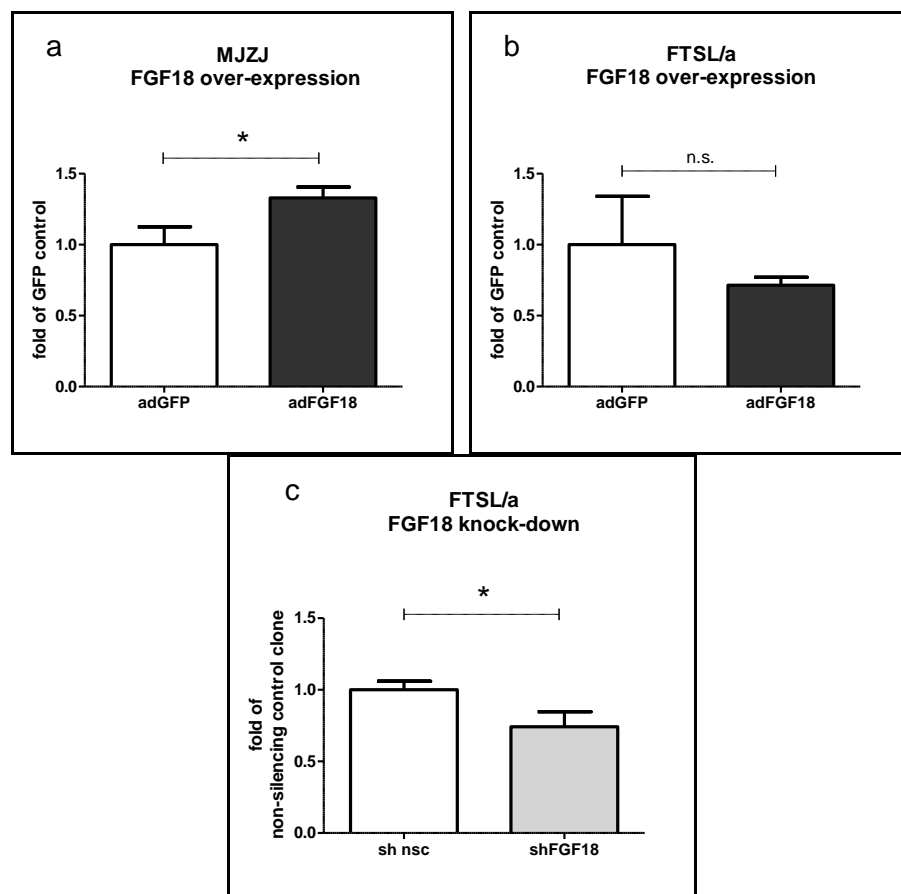 a
MJZJ
FGF18 over-expression
*
fold of GFP control
1.5
1.0
0.5
0.0
adGFP adFGF18
b
FTSL/a
FGF18 over-expression
n.s.
fold of GFP control
1.5
1.0
0.5
0.0
adGFP adFGF18
c
FTSL/a
FGF18 knock-down
*
fold of
non-silencing control clone
1.5
1.0
0.5
0.0
sh nsc shFGF18